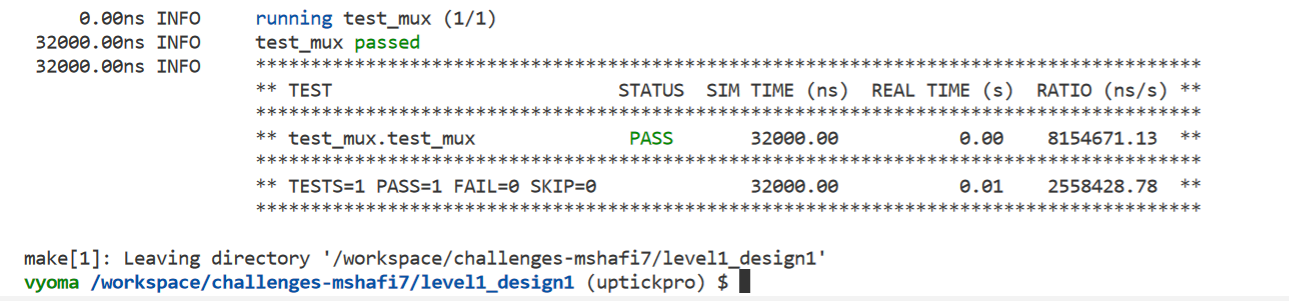 0.00ns INFO     running test_mux (1/1)
32000.00ns INFO     test_mux passed
32000.00ns INFO     **************************************************************************************
** TEST                          STATUS  SIM TIME (ns)  REAL TIME (s)  RATIO (ns/s) **
**************************************************************************************
** test_mux.test_mux              PASS       32000.00           0.00   8154671.13  **
**************************************************************************************
** TESTS=1 PASS=1 FAIL=0 SKIP=0              32000.00           0.01   2558428.78  **
**************************************************************************************
make[1]: Leaving directory '/workspace/challenges-mshafi7/level1_design1'
vyoma /workspace/challenges-mshafi7/level1_design1 (uptickpro) $